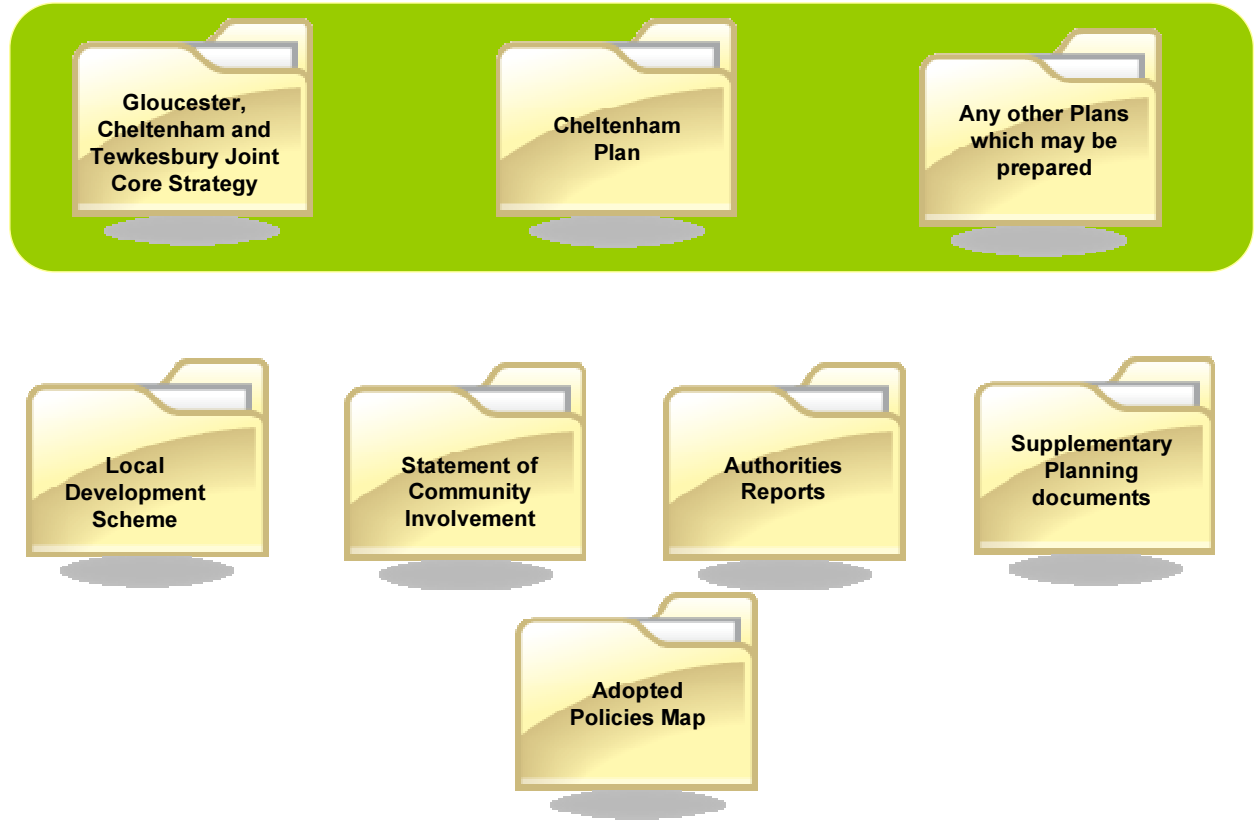 Gloucester,
Cheltenham and
Tewkesbury Joint
Core Strategy
Cheltenham
Plan
Any other Plans
which may be
prepared
Local
Development
Scheme
Statement of
Community
Involvement
Authorities
Reports
Supplementary
Planning
documents
Adopted
Policies Map